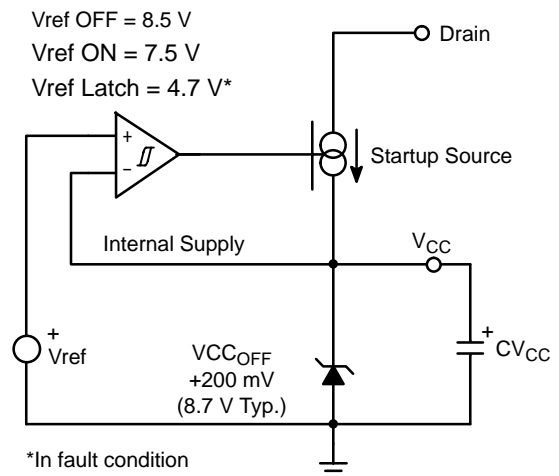 Vref OFF = 8.5 V
Vref ON = 7.5 V
Vref Latch = 4.7 V*
Drain
+
−
Startup Source
Internal Supply
VCC
+
Vref
VCCOFF
+200 mV
(8.7 V Typ.)
+
CVCC
*In fault condition